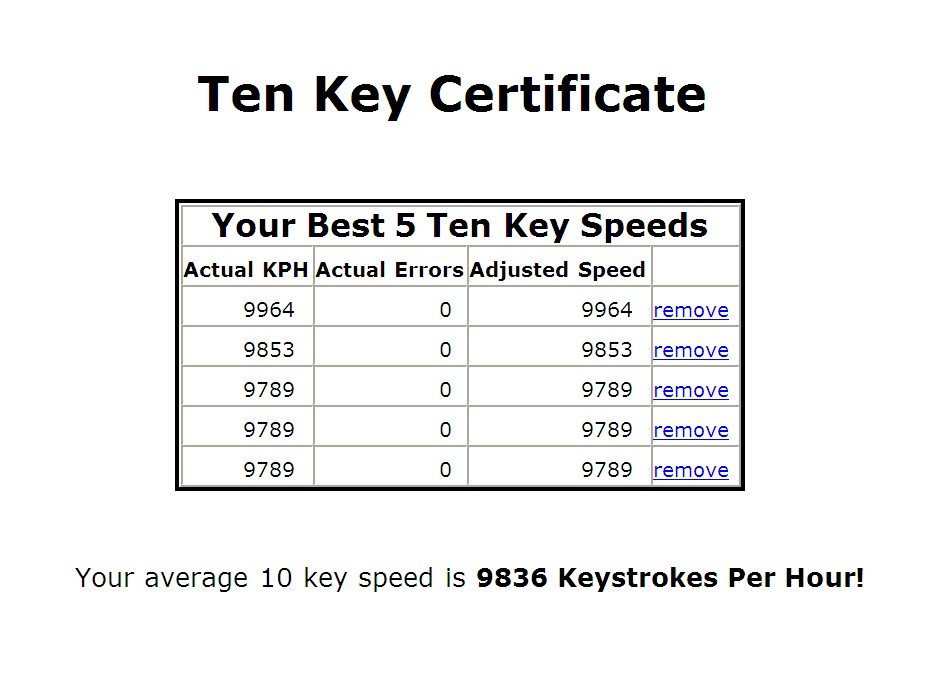 Ten Key Certificate
Your Best 5 Ten Key Speeds
Actual KPH Actual Errors Adjusted Speed
9964 0 9964 remove
9853 0 9853 remove
9789 0 9789 remove
9789 0 9789 remove
9789 0 9789 remove
Your average 10 key speed is 9836 Keystrokes Per Hour!